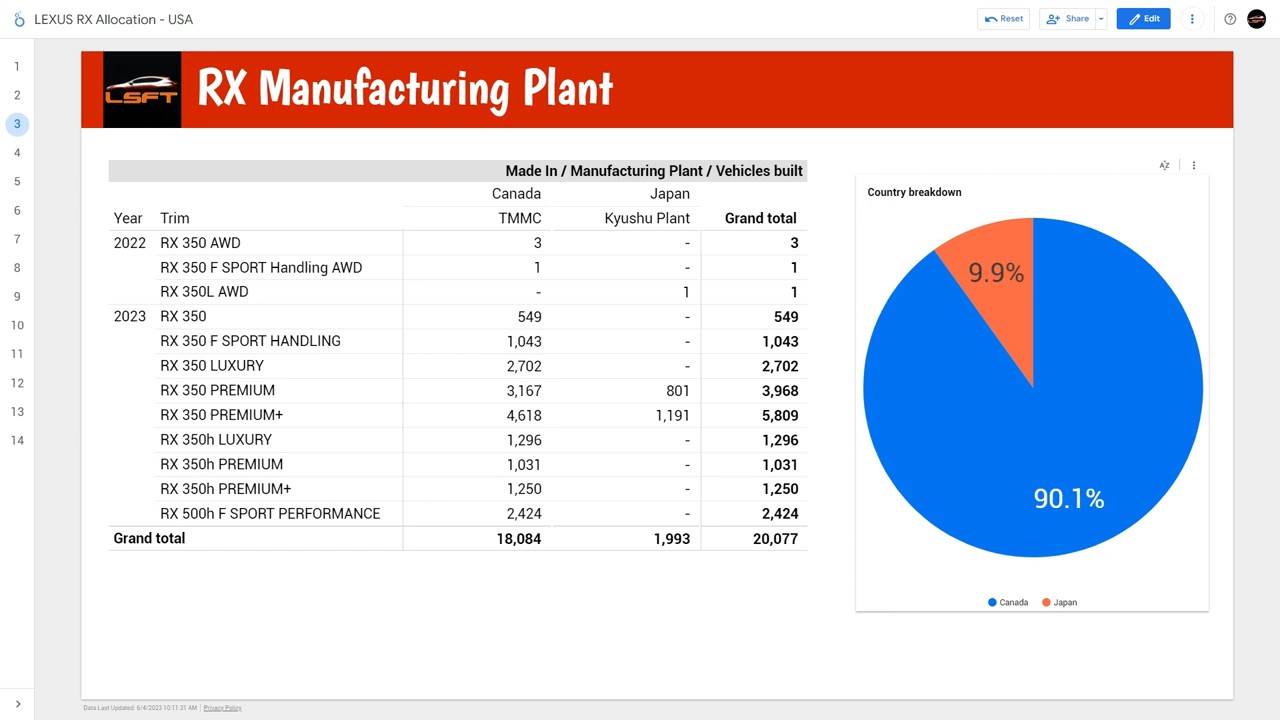 LEXUS RX Allocation - USA
Reset
Share
Edit
1
2
3
4
5
6
7
8
9
10
11
12
13
14
LSFT
RX Manufacturing Plant
Made In / Manufacturing Plant / Vehicles built
Canada Japan
Year Trim TMMC Kyushu Plant Grand total
2022 RX 350 AWD 3 - 3
RX 350 F SPORT Handling AWD 1 - 1
RX 350L AWD - 1 1
2023 RX 350 549 - 549
RX 350 F SPORT HANDLING 1,043 - 1,043
RX 350 LUXURY 2,702 - 2,702
RX 350 PREMIUM 3,167 801 3,968
RX 350 PREMIUM+ 4,618 1,191 5,809
RX 350h LUXURY 1,296 - 1,296
RX 350h PREMIUM 1,031 - 1,031
RX 350h PREMIUM+ 1,250 - 1,250
RX 500h F SPORT PERFORMANCE 2,424 - 2,424
Grand total 18,084 1,993 20,077
Country breakdown
9.9%
90.1%
Canada Japan
Data Last Updated: 6/4/2023 10:11:31 AM | Privacy Policy